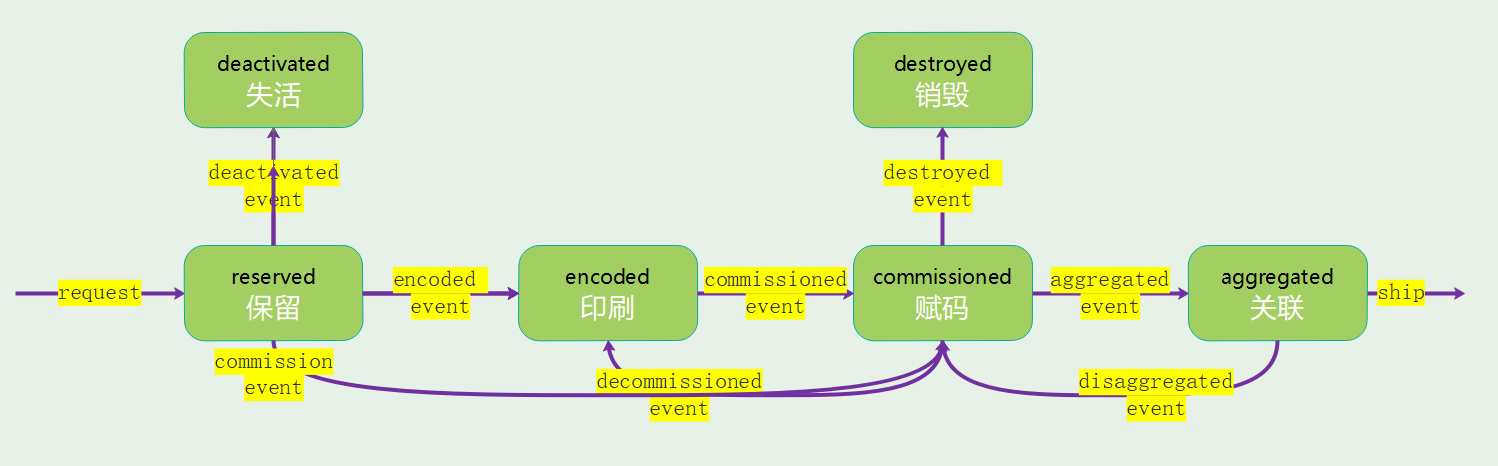 deactivated
失活
destroyed
销毁
deactivated
event
destroyed
event
request
reserved
保留
encoded
event
encoded
印刷
commissioned
event
commissioned
赋码
aggregated
event
aggregated
关联
ship
commission
event
decommissioned
event
disaggregated
event